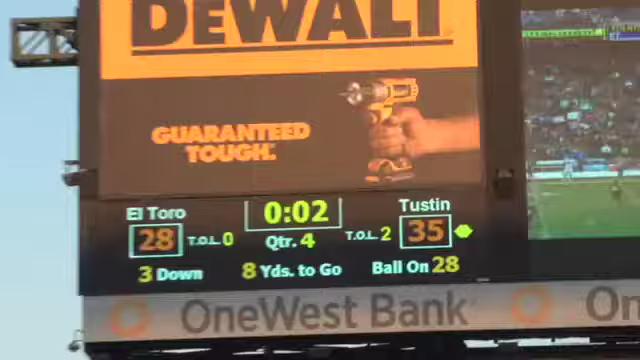 DEWALT
GUARANTEED
TOUGH.
El Toro 0:02 Tustin
28 T.O.L. 0 Qtr. 4 T.O.L. 2 35
3 Down 8 Yds. to Go Ball On 28
OneWest Bank On